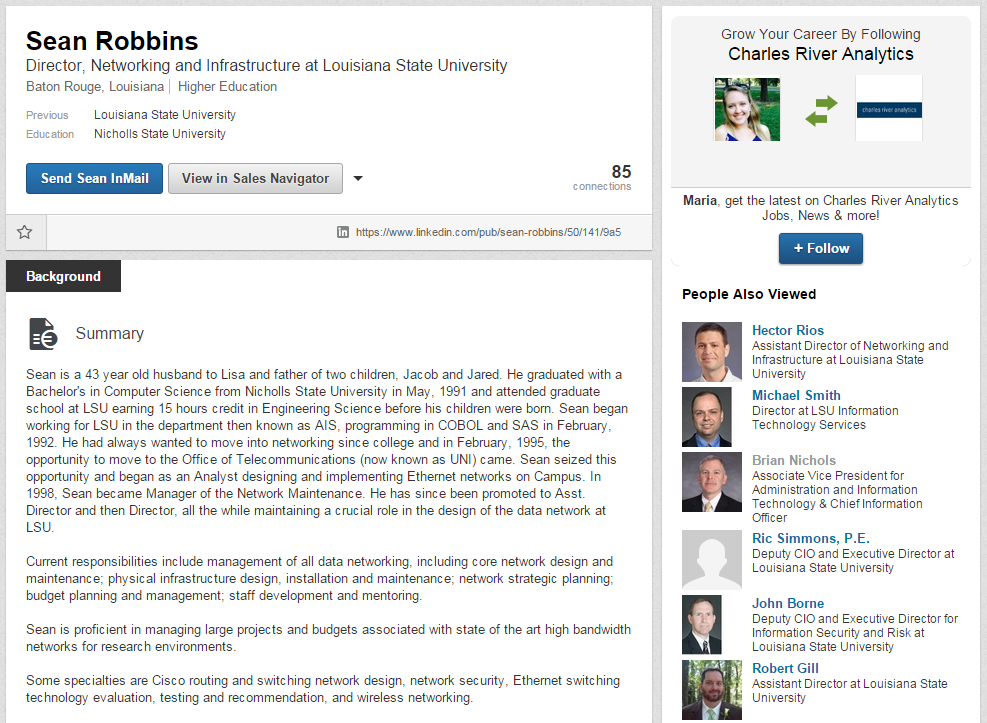 Sean Robbins
Director, Networking and Infrastructure at Louisiana State University
Baton Rouge, Louisiana | Higher Education
Previous Louisiana State University
Education Nicholls State University
Send Sean InMail View in Sales Navigator
85
connections
https://www.linkedin.com/pub/sean-robbins/50/141/9a5
Background
Summary
Sean is a 43 year old husband to Lisa and father of two children, Jacob and Jared. He graduated with a
Bachelor's in Computer Science from Nicholls State University in May, 1991 and attended graduate
school at LSU earning 15 hours credit in Engineering Science before his children were born. Sean began
working for LSU in the department then known as AIS, programming in COBOL and SAS in February,
1992. He had always wanted to move into networking since college and in February, 1995, the
opportunity to move to the Office of Telecommunications (now known as UNI) came. Sean seized this
opportunity and began as an Analyst designing and implementing Ethernet networks on Campus. In
1998, Sean became Manager of the Network Maintenance. He has since been promoted to Asst.
Director and then Director, all the while maintaining a crucial role in the design of the data network at
LSU.
Current responsibilities include management of all data networking, including core network design and
maintenance; physical infrastructure design, installation and maintenance; network strategic planning;
budget planning and management; staff development and mentoring.
Sean is proficient in managing large projects and budgets associated with state of the art high bandwidth
networks for research environments.
Some specialties are Cisco routing and switching network design, network security, Ethernet switching
technology evaluation, testing and recommendation, and wireless networking.
Grow Your Career By Following
Charles River Analytics
charles river analytics
Maria, get the latest on Charles River Analytics
Jobs, News & more!
+ Follow
People Also Viewed
Hector Rios
Assistant Director of Networking and
Infrastructure at Louisiana State
University
Michael Smith
Director at LSU Information
Technology Services
Brian Nichols
Associate Vice President for
Administration and Information
Technology & Chief Information
Officer
Ric Simmons, P.E.
Deputy CIO and Executive Director at
Louisiana State University
John Borne
Deputy CIO and Executive Director for
Information Security and Risk at
Louisiana State University
Robert Gill
Assistant Director at Louisiana State
University